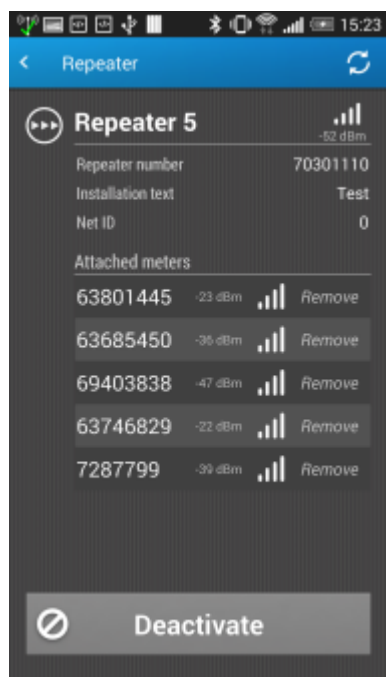 15:23
Repeater
Repeater 5
-52 dBm
Repeater number 70301110
Installation text Test
Net ID 0
Attached meters
63801445 -23 dBm Remove
63685450 -36 dBm Remove
69403838 -47 dBm Remove
63746829 -22 dBm Remove
7287799 -39 dBm Remove
Deactivate